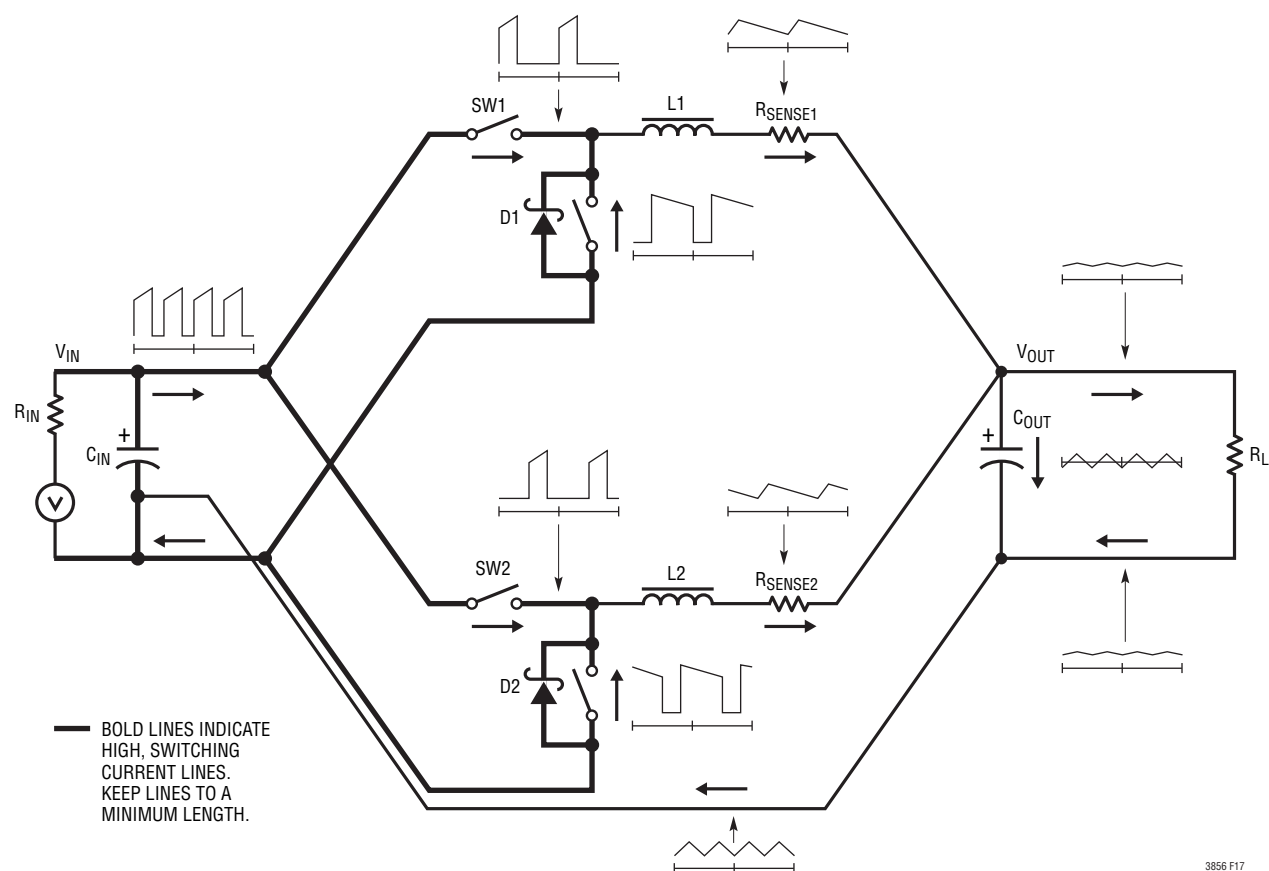 SW1
L1
RSENSE1
D1
VIN
RIN
+
CIN
V
VOUT
COUT
+
RL
SW2
L2
RSENSE2
D2
BOLD LINES INDICATE
HIGH, SWITCHING
CURRENT LINES.
KEEP LINES TO A
MINIMUM LENGTH.
3856 F17